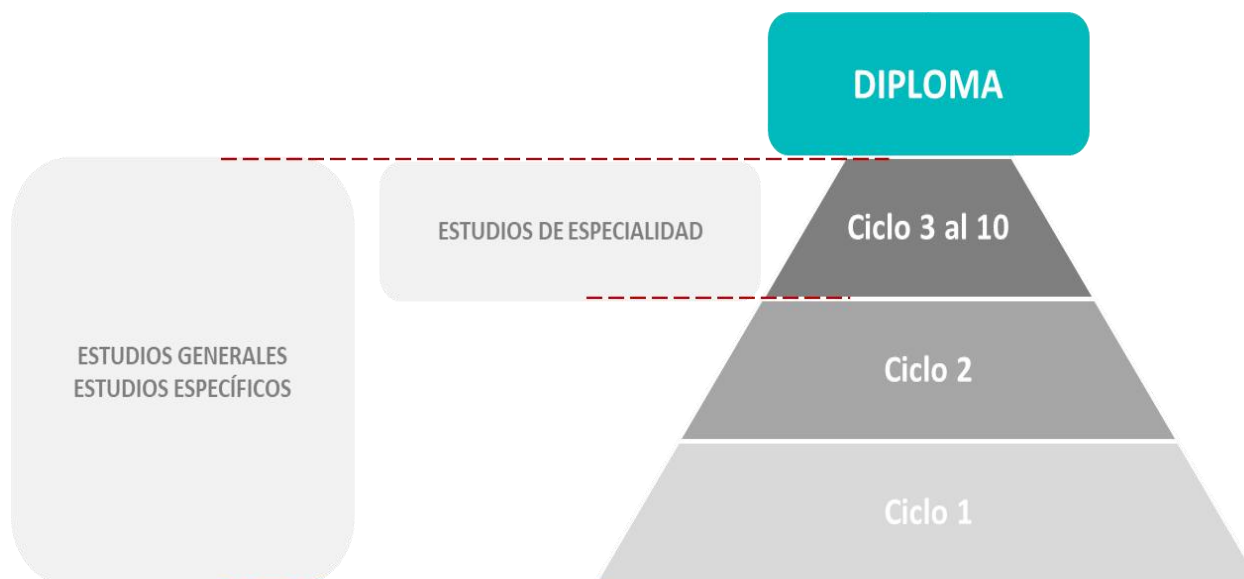 DIPLOMA
ESTUDIOS DE ESPECIALIDAD
Ciclo 3 al 10
ESTUDIOS GENERALES
ESTUDIOS ESPECÍFICOS
Ciclo 2
Ciclo 1